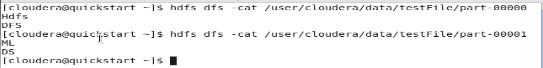 [cloudera@quickstart ~]$ hdfs dfs -cat /user/cloudera/data/testFile/part-00000
Hdfs
DFS
[cloudera@quickstart ~]$ hdfs dfs -cat /user/cloudera/data/testFile/part-00001
ML
DS
[cloudera@quickstart ~]$